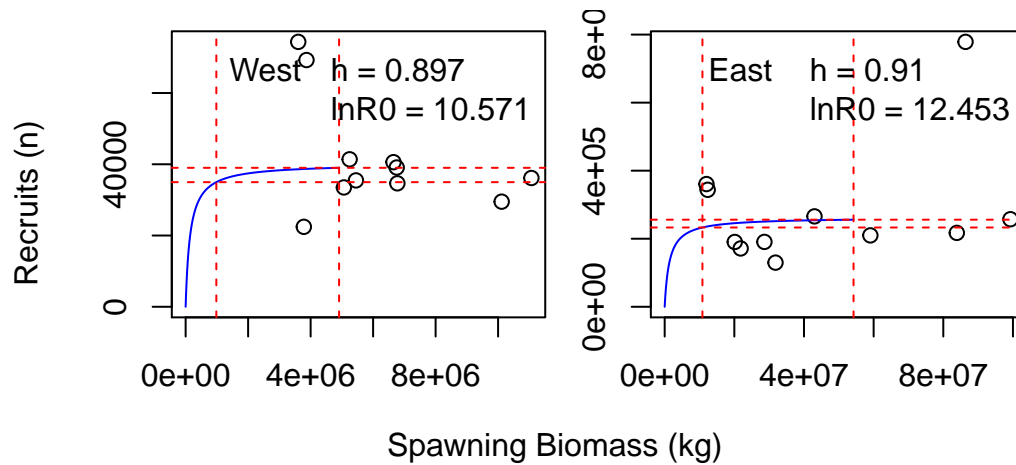 West h = 0.897
lnR0 = 10.571
East h = 0.91
lnR0 = 12.453
Recruits (n)
0 40000
0e+00 4e+06 8e+06
0e+00 4e+05 8e+0
0e+00 4e+07 8e+07
Spawning Biomass (kg)